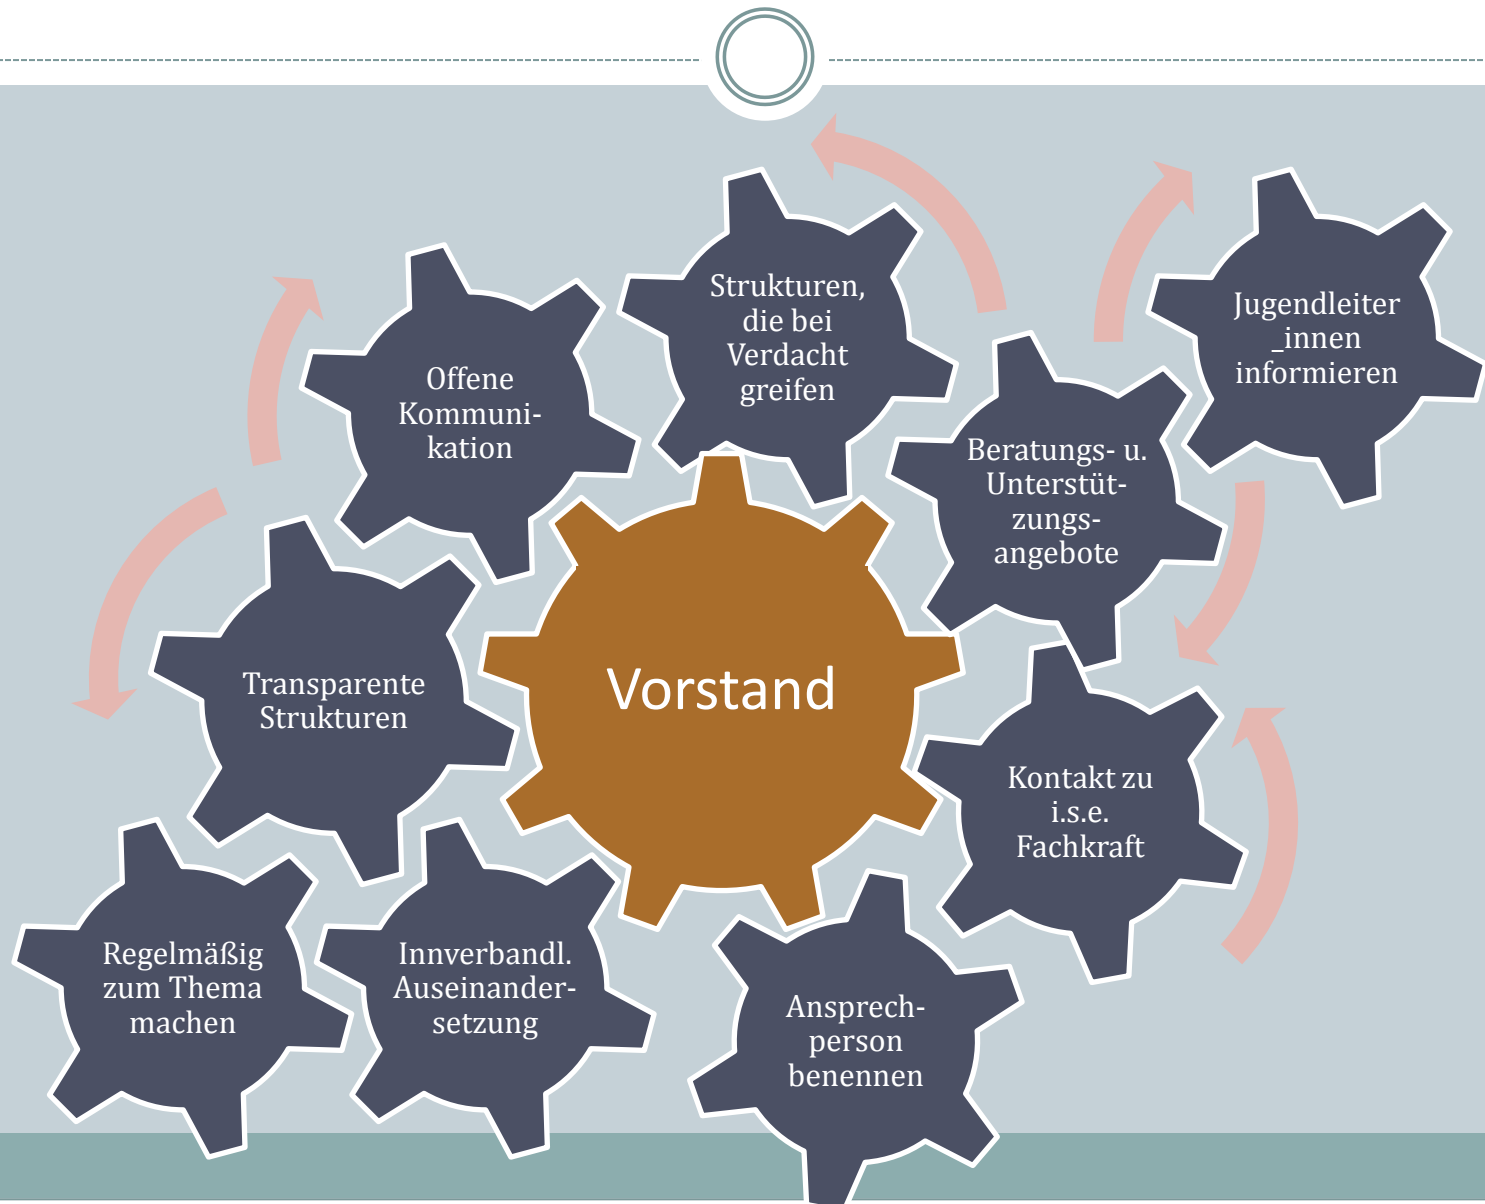 Strukturen,
die bei
Verdacht
greifen
Jugendleiter
_innen
informieren
Offene
Kommuni-
kation
Beratungs- u.
Unterstüt-
zungs-
angebote
Transparente
Strukturen
Vorstand
Kontakt zu
i.s.e.
Fachkraft
Regelmäßig
zum Thema
machen
Innverbandl.
Auseinander-
setzung
Ansprech-
person
benennen